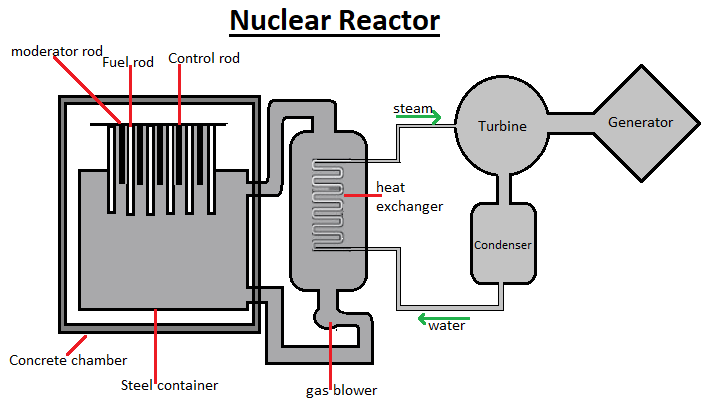 Nuclear Reactor
moderator rod
Fuel rod
Control rod
steam
Turbine
Generator
heat
exchanger
Condenser
water
Concrete chamber
Steel container
gas blower